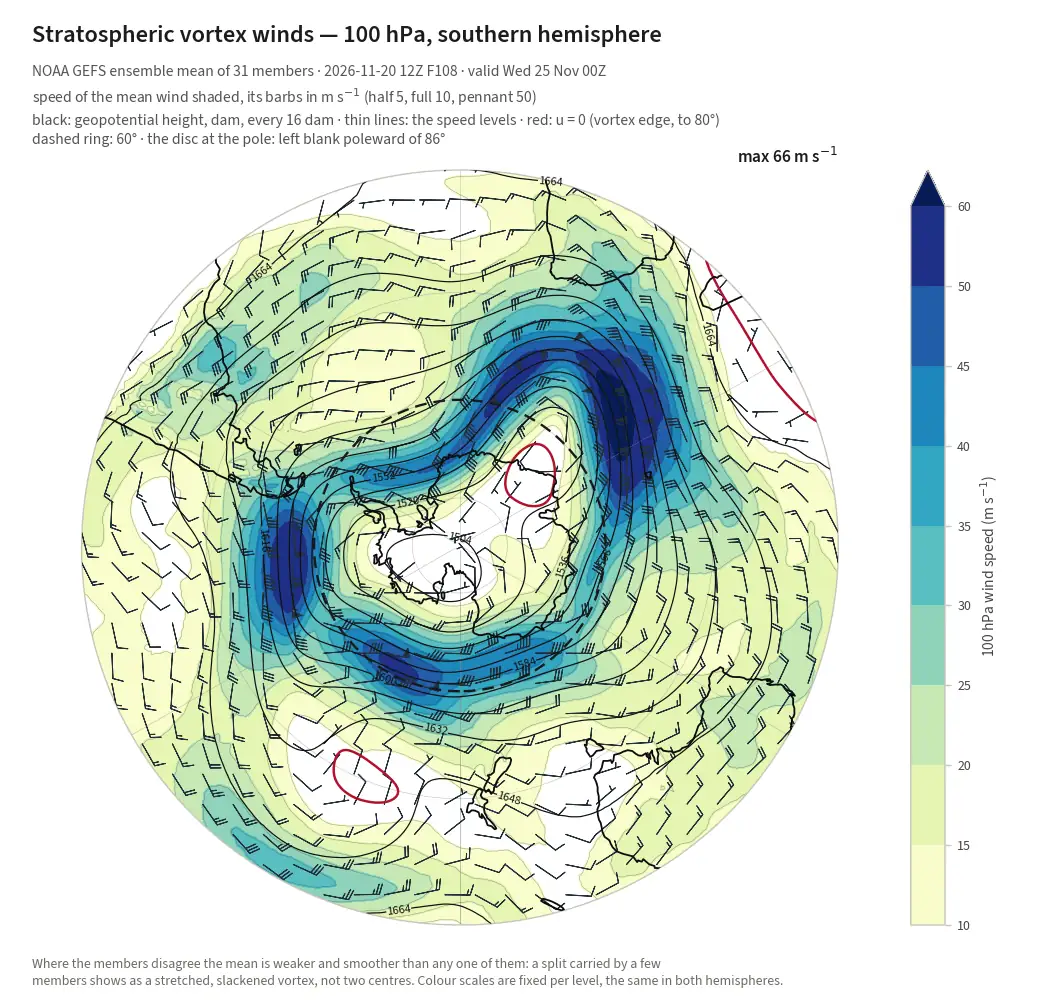 Stratospheric vortex winds — 100 hPa, southern hemisphere
NOAA GEFS ensemble mean of 31 members · 2026-11-20 12Z F108 · valid Wed 25 Nov 00Z
speed of the mean wind shaded, its barbs in m s⁻¹ (half 5, full 10, pennant 50)
black: geopotential height, dam, every 16 dam · thin lines: the speed levels · red: u = 0 (vortex edge, to 80°)
dashed ring: 60° · the disc at the pole: left blank poleward of 86°
max 66 m s⁻¹
1664
1664
1664
1552
1520
1504
1616
1536
1584
1632
1648
1664
60
50
45
40
35
30
25
20
15
10
100 hPa wind speed (m s⁻¹)
Where the members disagree the mean is weaker and smoother than any one of them: a split carried by a few
members shows as a stretched, slackened vortex, not two centres. Colour scales are fixed per level, the same in both hemispheres.